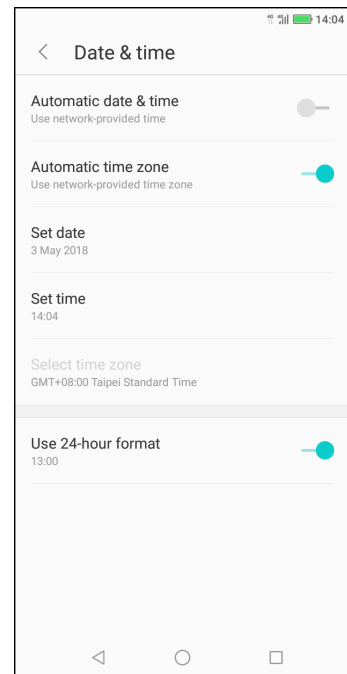 14:04
Date & time
Automatic date & time
Use network-provided time
Automatic time zone
Use network-provided time zone
Set date
3 May 2018
Set time
14:04
Select time zone
GMT+08:00 Taipei Standard Time
Use 24-hour format
13:00